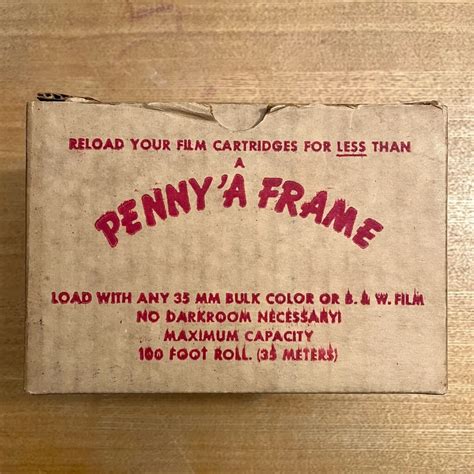 RELOAD YOUR FILM CARTRIDGES FOR LESS THAN
A
PENNY 'A FRAME
LOAD WITH ANY 35 MM BULK COLOR OR B. & W. FILM
NO DARKROOM NECESSARY!
MAXIMUM CAPACITY
100 FOOT ROLL. (35 METERS)